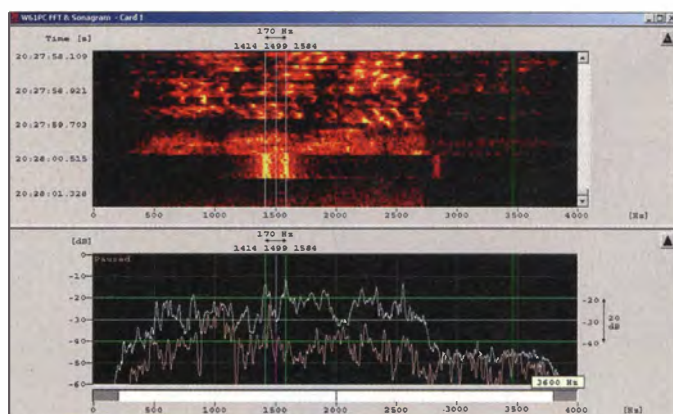 W61PC FFT & Sonagram - Card 1
170 Hz
Time [s]
1414 1499 1584
20:27:58.109
20:27:58.921
20:27:59.703
20:28:00.515
20:28:01.328
0 500 1000 1500 2000 2500 3000 3500 4000 [Hz]
170 Hz
[dB]
1414 1499 1584
0
Paused
-10
-20
-30
-40
-50
-60
-20
-30
-40
20 dB
3600 Hz
0 500 1000 1500 2000 2500 3000 3500 4000 [Hz]